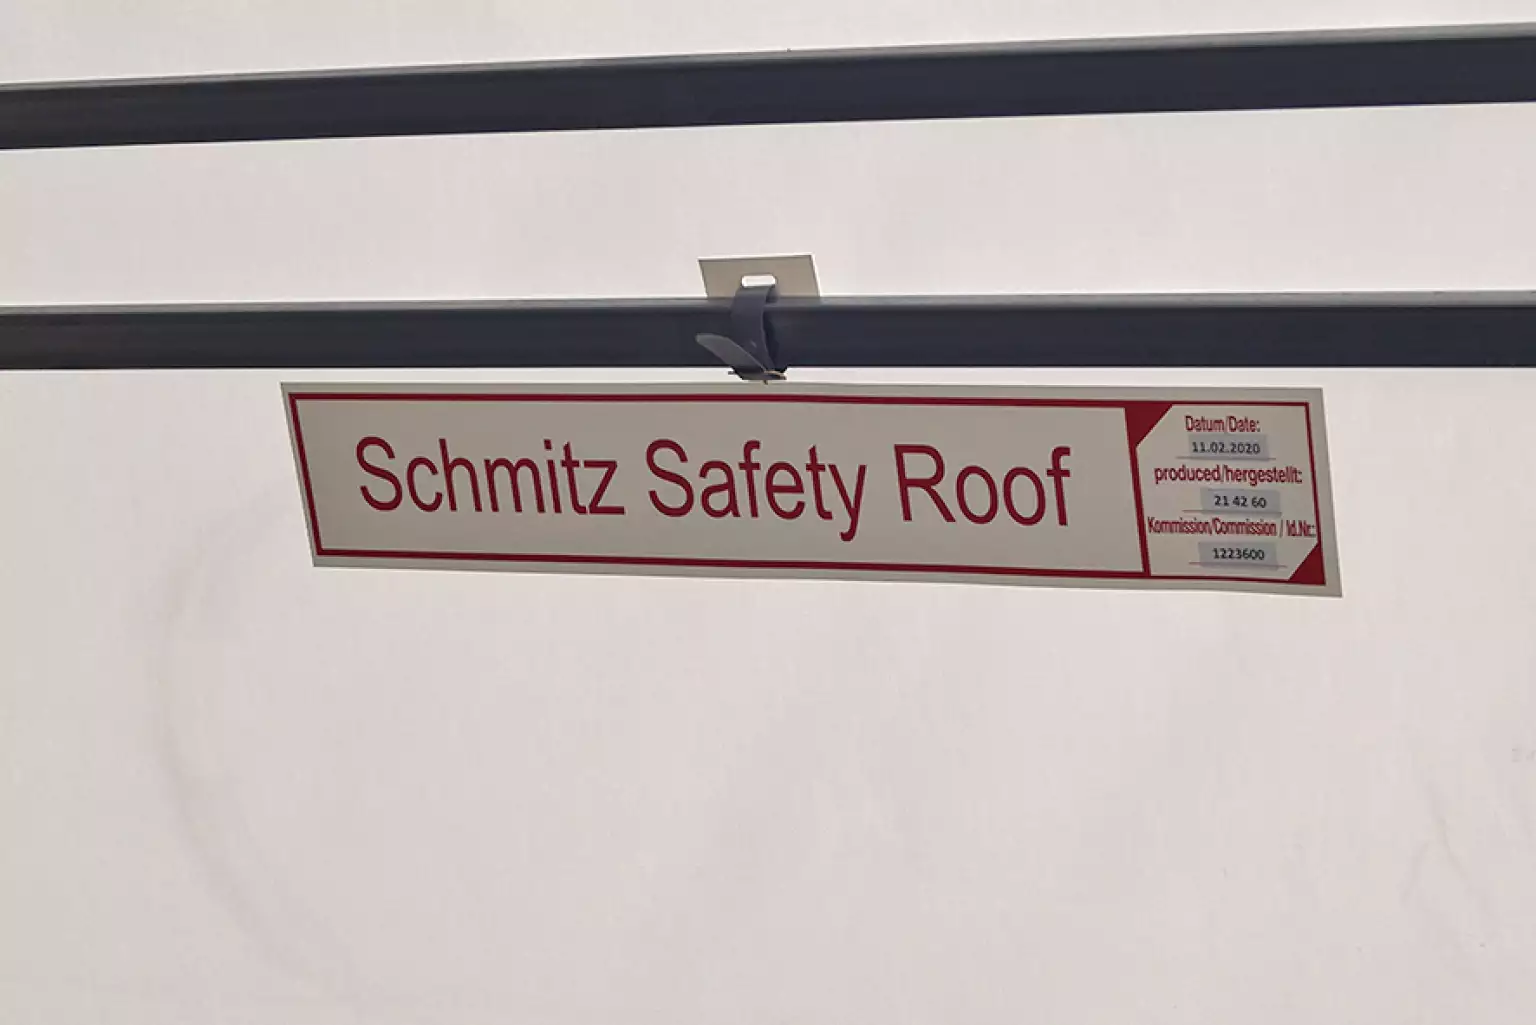 Schmitz Safety Roof
Datum/Date:
11.02.2020
produced/hergestellt:
21 42 60
Kommission/Commission / Id.Nr.:
1223600